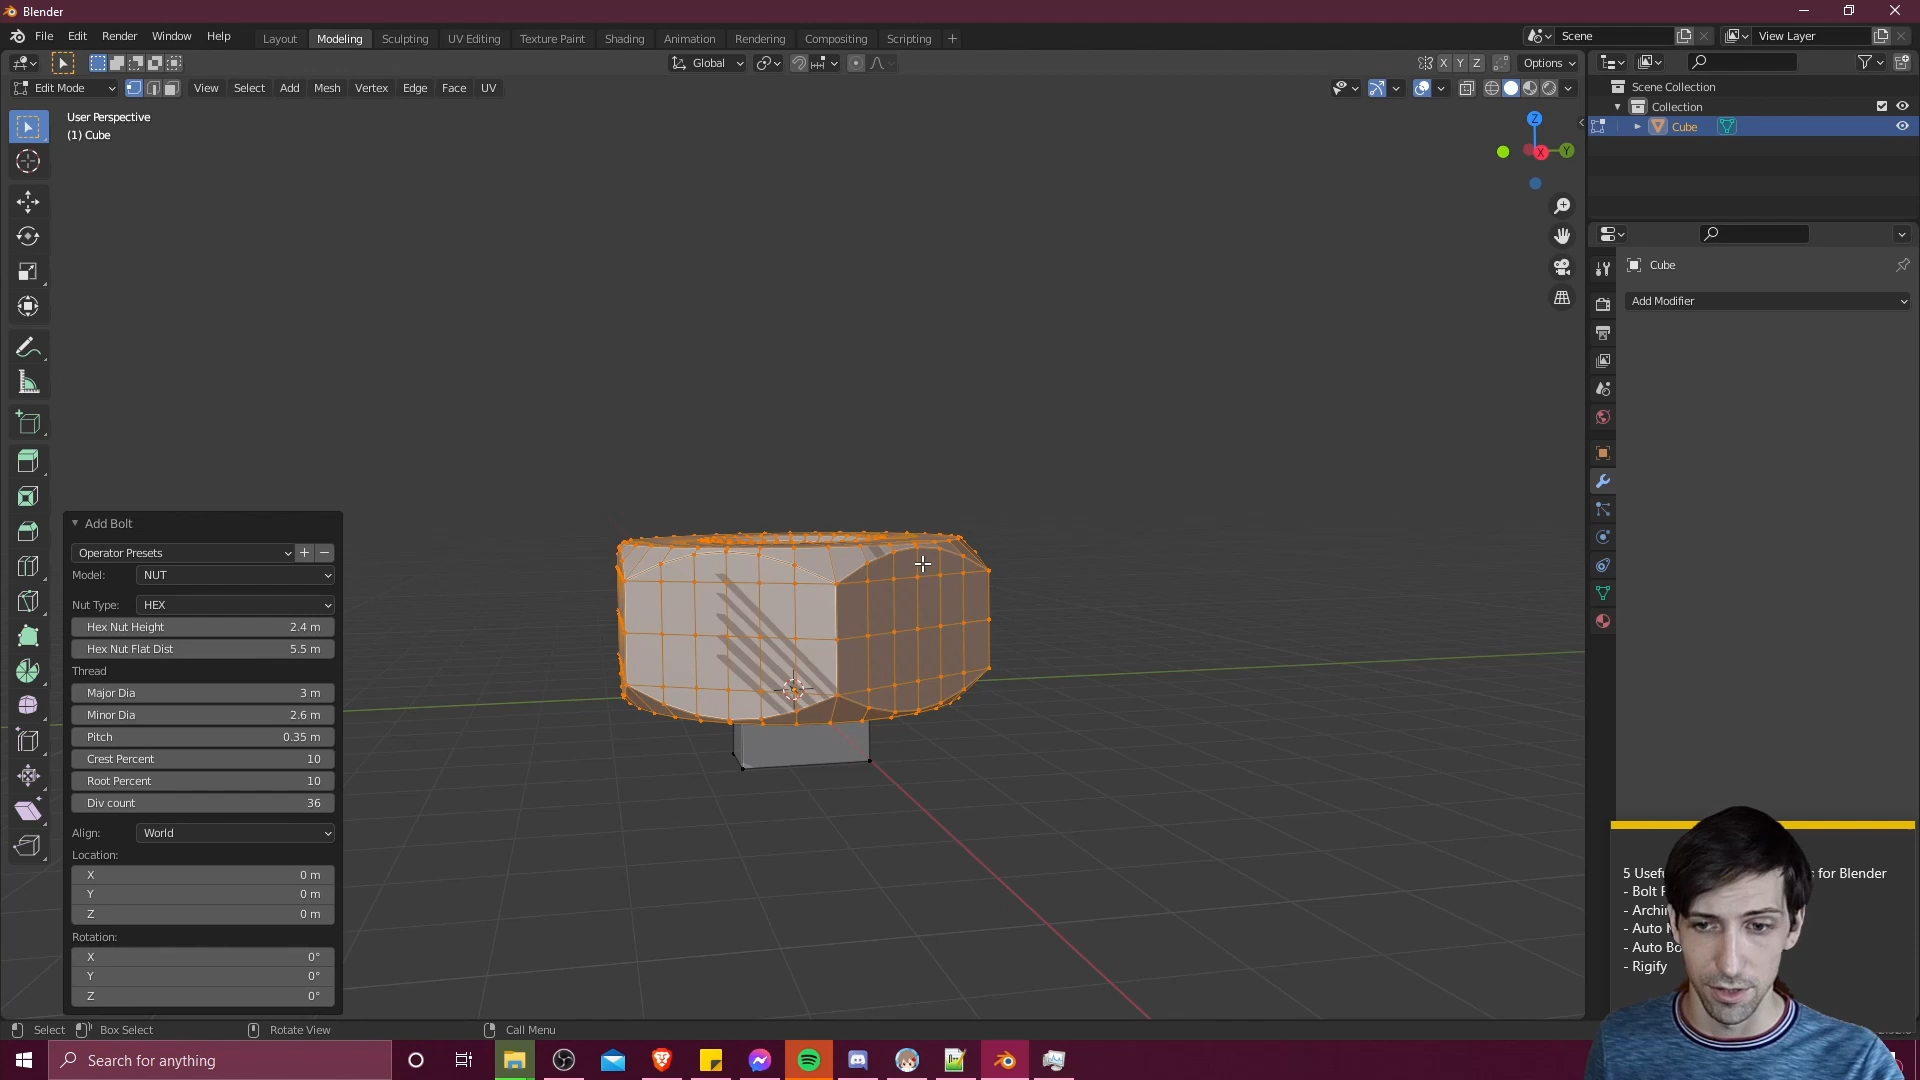 Blender
File Edit Render Window Help
Layout Modeling Sculpting UV Editing Texture Paint Shading Animation Rendering Compositing Scripting
Scene
View Layer
Global
X Y Z
Options
Edit Mode
View Select Add Mesh Vertex Edge Face UV
Scene Collection
Collection
Cube
User Perspective
(1) Cube
Z
X
Y
Cube
Add Modifier
Add Bolt
Operator Presets
Model: NUT
Nut Type: HEX
Hex Nut Height 2.4 m
Hex Nut Flat Dist 5.5 m
Thread
Major Dia 3 m
Minor Dia 2.6 m
Pitch 0.35 m
Crest Percent 10
Root Percent 10
Div count 36
Align: World
Location:
X 0 m
Y 0 m
Z 0 m
Rotation:
X 0°
Y 0°
Z 0°
5 for Blender
- Bolt
-
- Auto
- Auto
- Rigify
Select Box Select Rotate View Call Menu
Search for anything